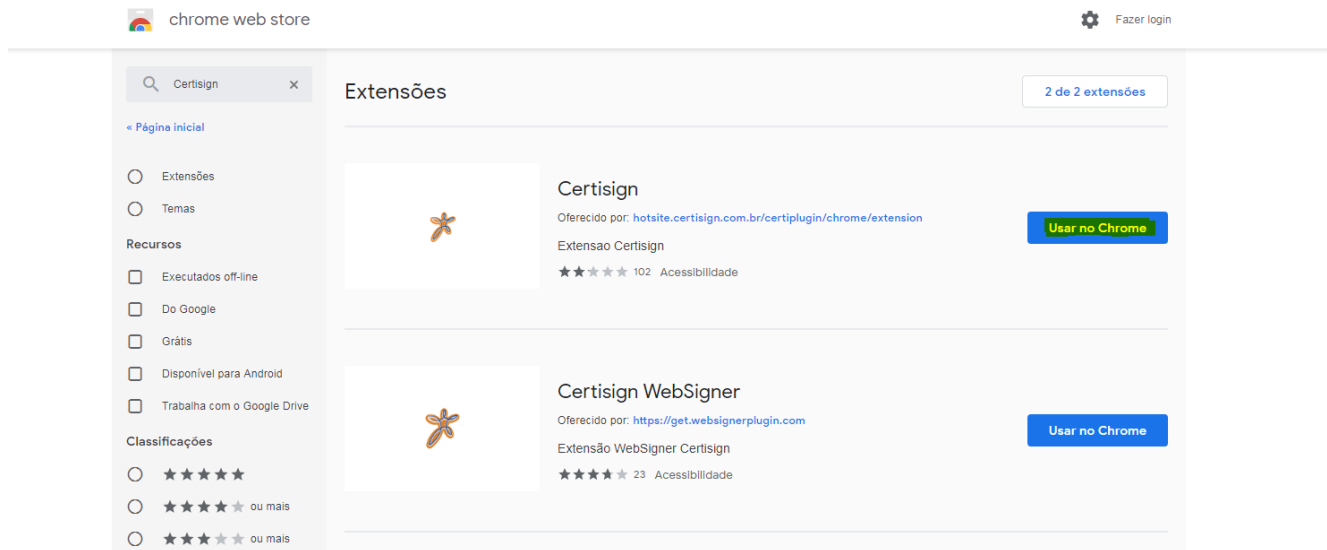 chrome web store
Fazer login
Certisign ×
« Página inicial
Extensões
Temas
Recursos
Executados off-line
Do Google
Grátis
Disponível para Android
Trabalha com o Google Drive
Classificações
ou mais
ou mais
Extensões
2 de 2 extensões
Certisign
Oferecido por: hotsite.certisign.com.br/certiplugin/chrome/extension
Extensao Certisign
102 Acessibilidade
Usar no Chrome
Certisign WebSigner
Oferecido por: https://get.websignerplugin.com
Extensão WebSigner Certisign
23 Acessibilidade
Usar no Chrome